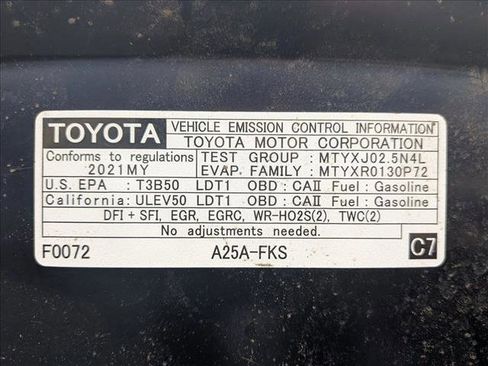 TOYOTA VEHICLE EMISSION CONTROL INFORMATION
TOYOTA MOTOR CORPORATION
Conforms to regulations TEST GROUP : MTYXJ02.5N4L
2021MY EVAP. FAMILY : MTYXR0130P72
U.S. EPA : T3B50 LDT1 OBD : CAII Fuel : Gasoline
California: ULEV50 LDT1 OBD : CAII Fuel : Gasoline
DFI + SFI, EGR, EGRC, WR-HO2S(2), TWC(2)
No adjustments needed.
F0072 A25A-FKS C7